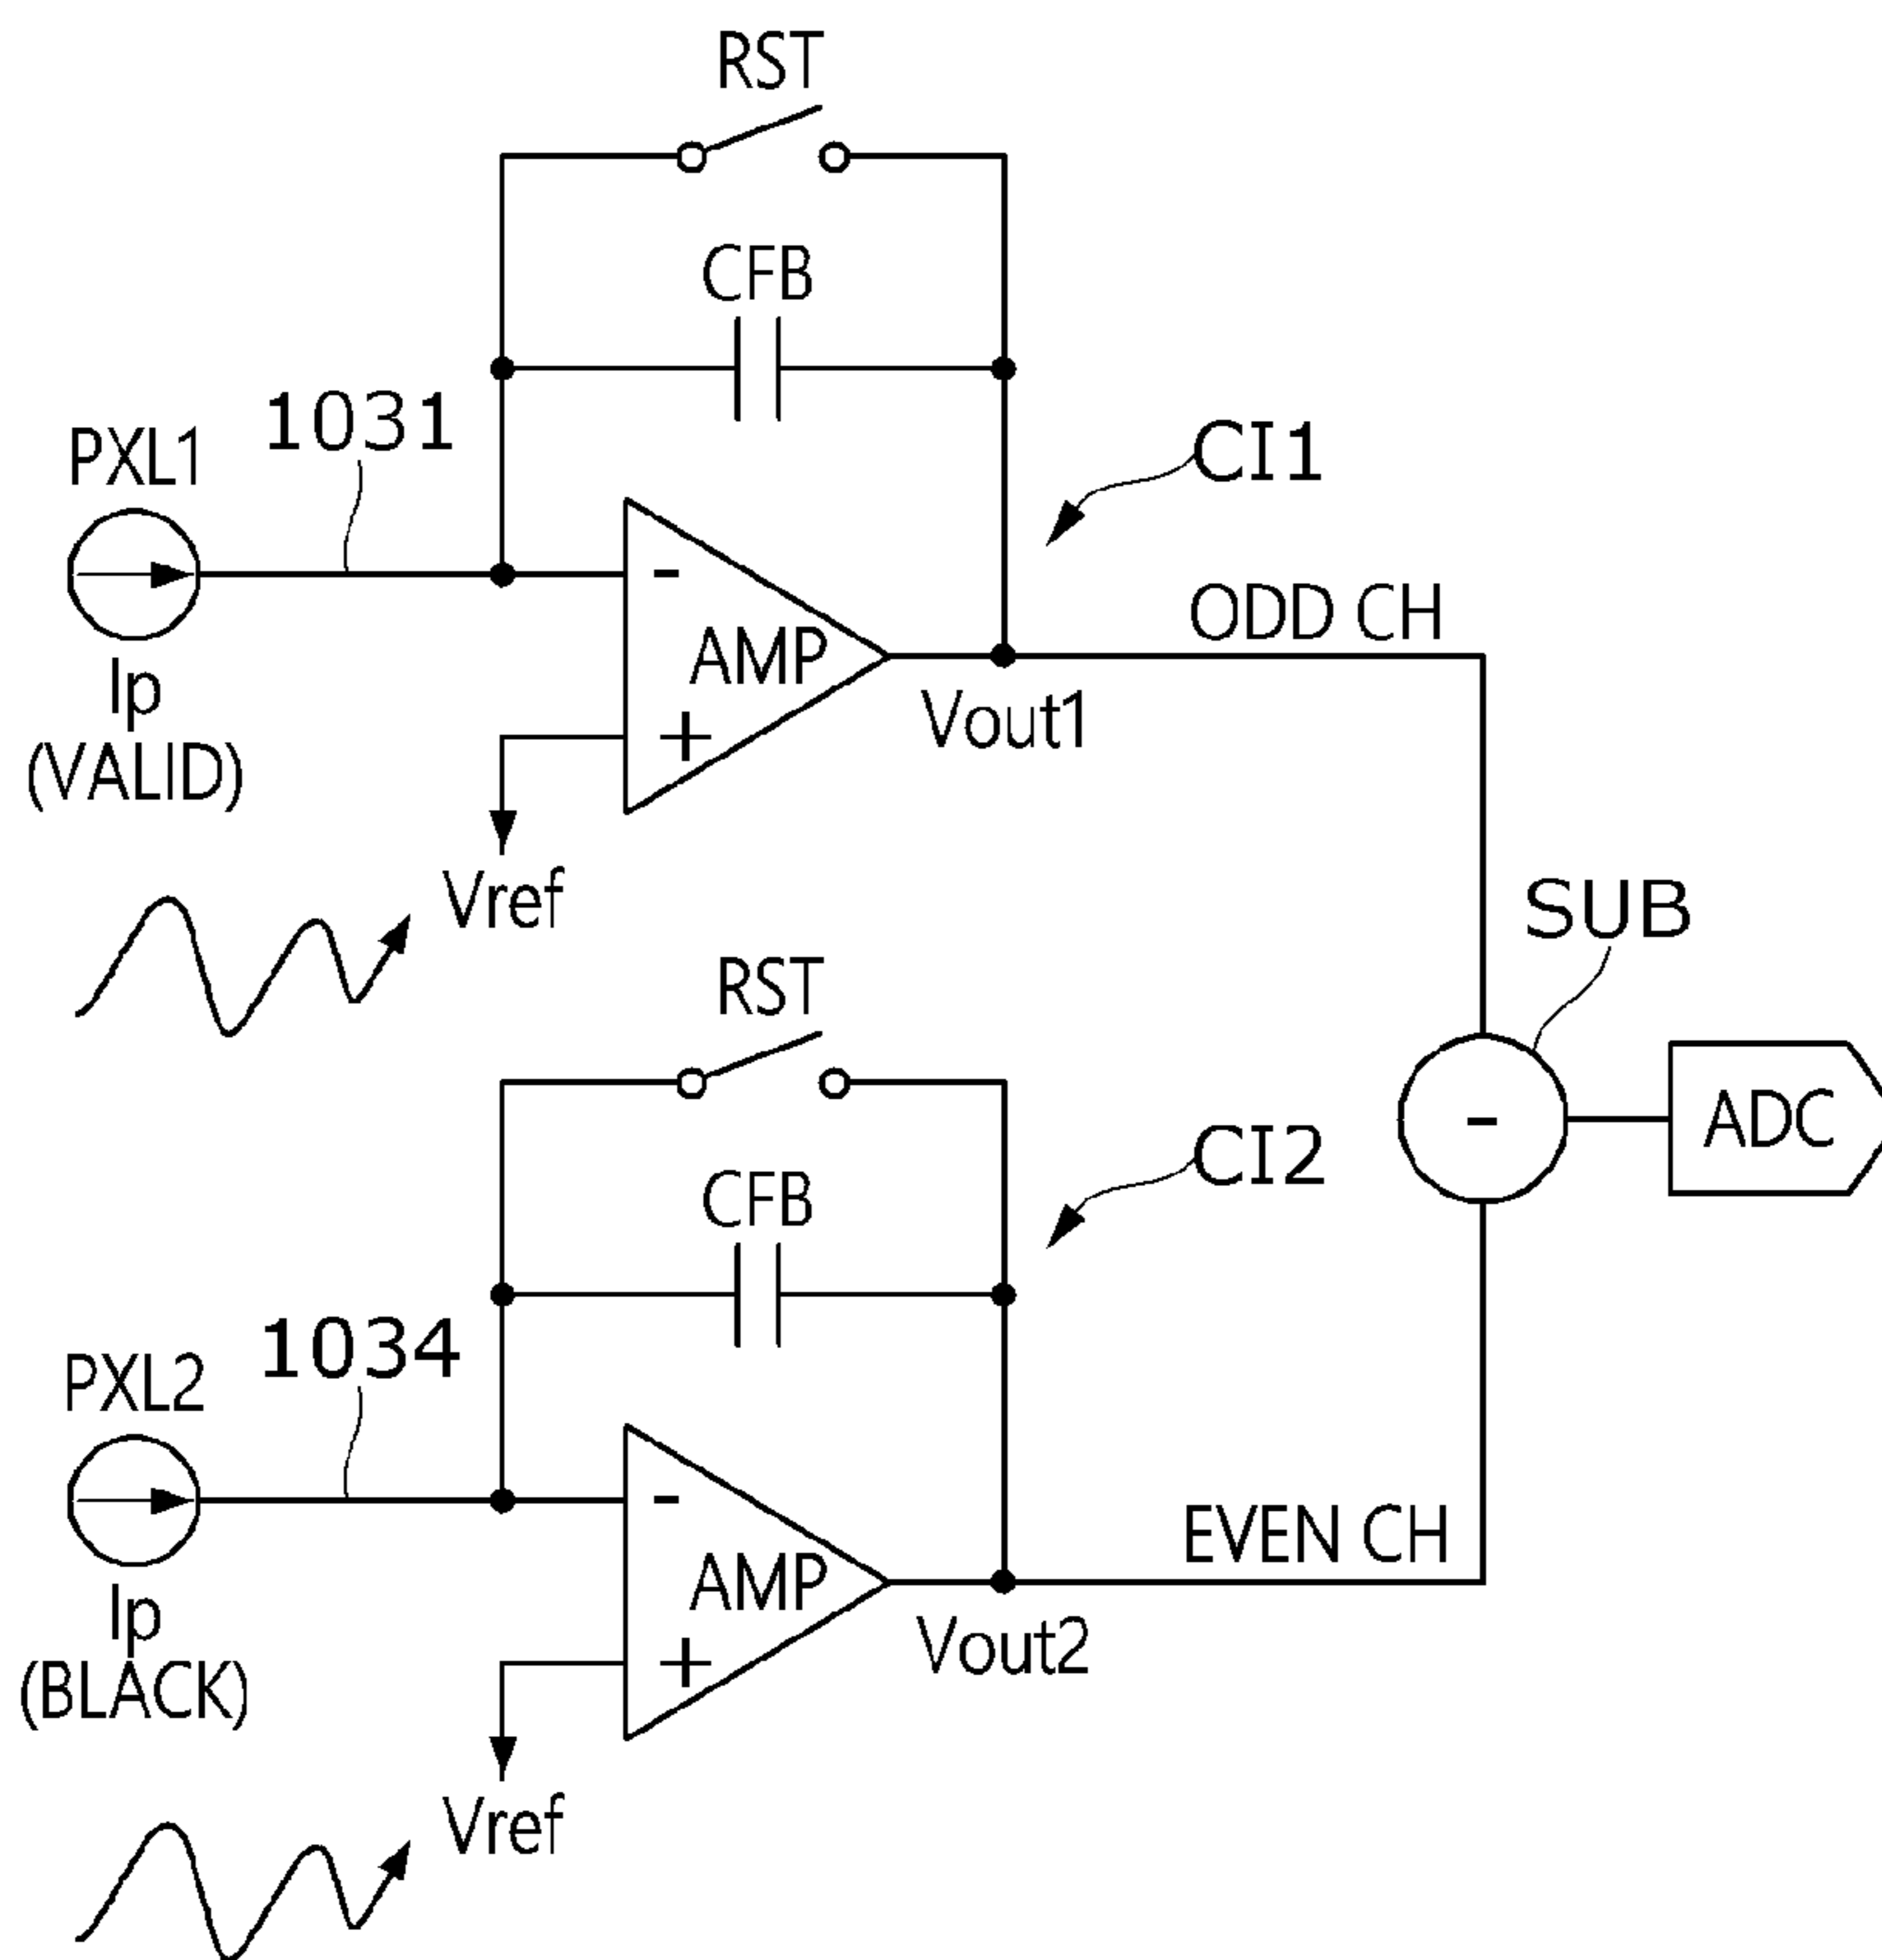 RST
CFB
1031
PXL1
CI1
-
ODD CH
AMP
Ip
(VALID)
+
Vout1
Vref
SUB
RST
-
ADC
CFB
CI2
1034
PXL2
-
EVEN CH
AMP
Ip
(BLACK)
+
Vout2
Vref